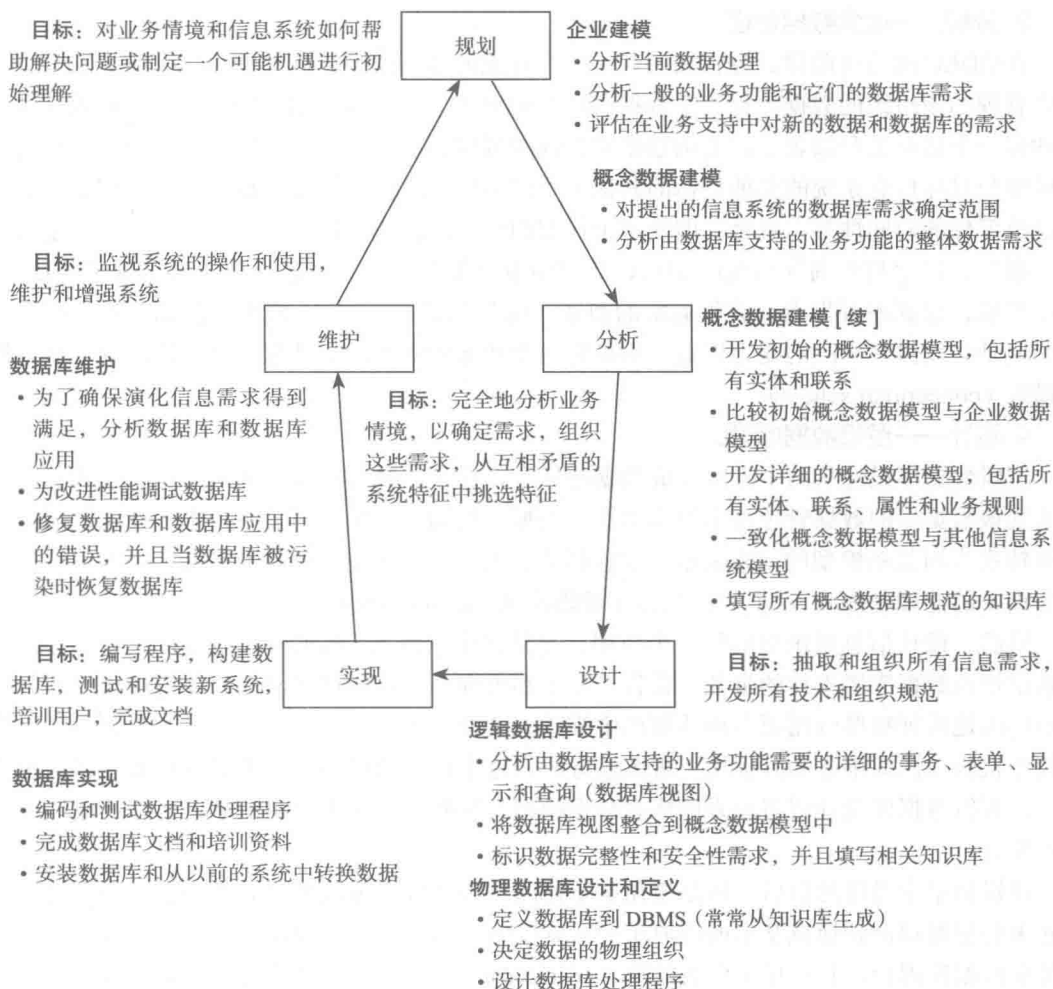 目标：对业务情境和信息系统如何帮
助解决问题或制定一个可能机遇进行初
始理解
规划
企业建模
• 分析当前数据处理
• 分析一般的业务功能和它们的数据库需求
• 评估在业务支持中对新的数据和数据库的需求
概念数据建模
• 对提出的信息系统的数据库需求确定范围
• 分析由数据库支持的业务功能的整体数据需求
目标：监视系统的操作和使用，
维护和增强系统
维护
分析
数据库维护
• 为了确保演化信息需求得到
满足，分析数据库和数据库
应用
• 为改进性能调试数据库
• 修复数据库和数据库应用中
的错误，并且当数据库被污
染时恢复数据库
目标：完全地分析业务
情境，以确定需求，组织
这些需求，从互相矛盾的
系统特征中挑选特征
概念数据建模 [ 续 ]
• 开发初始的概念数据模型，包括所
有实体和联系
• 比较初始概念数据模型与企业数据
模型
• 开发详细的概念数据模型，包括所
有实体、联系、属性和业务规则
• 一致化概念数据模型与其他信息系
统模型
• 填写所有概念数据库规范的知识库
目标：编写程序，构建数
据库，测试和安装新系统，
培训用户，完成文档
实现
设计
目标：抽取和组织所有信息需求，
开发所有技术和组织规范
数据库实现
• 编码和测试数据库处理程序
• 完成数据库文档和培训资料
• 安装数据库和从以前的系统中转换数据
逻辑数据库设计
• 分析由数据库支持的业务功能需要的详细的事务、表单、显
示和查询（数据库视图）
• 将数据库视图整合到概念数据模型中
• 标识数据完整性和安全性需求，并且填写相关知识库
物理数据库设计和定义
• 定义数据库到 DBMS（常常从知识库生成）
• 决定数据的物理组织
• 设计数据库处理程序